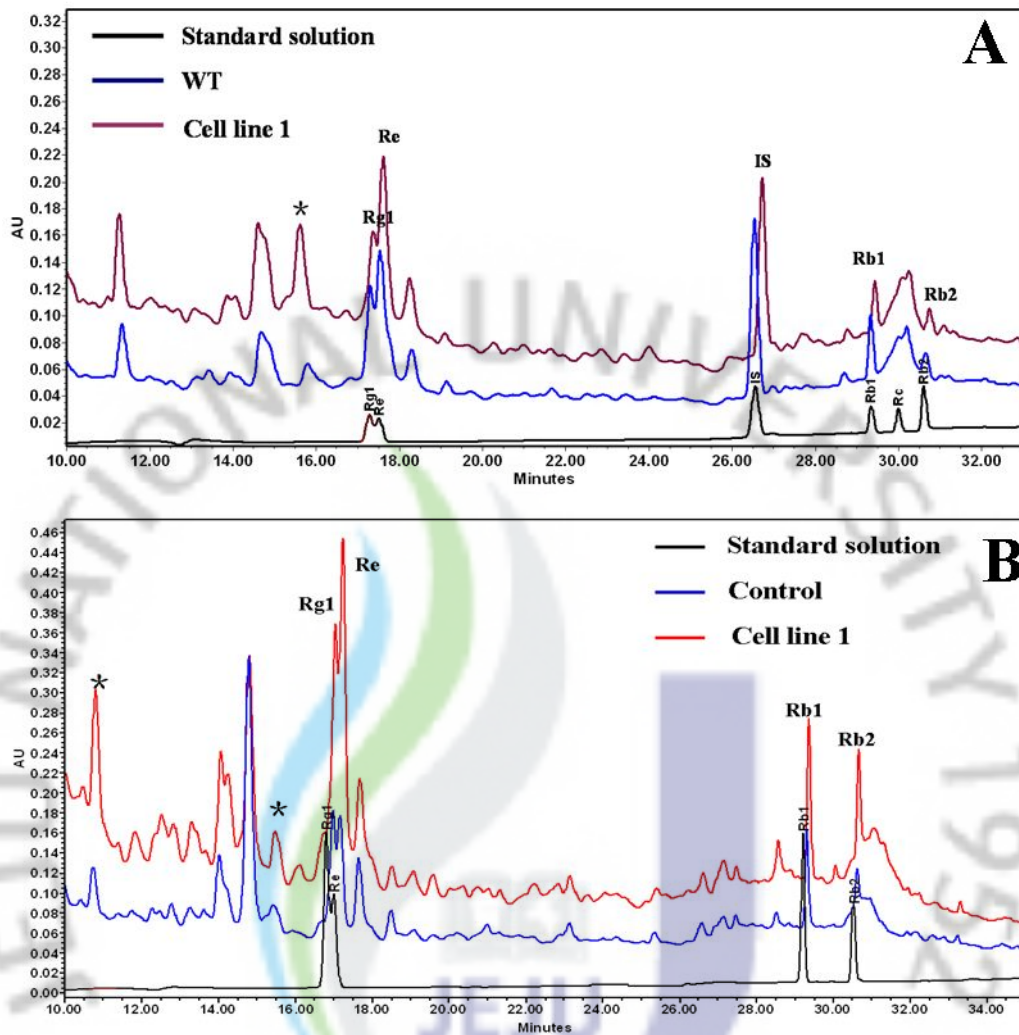 A
Standard solution
WT
Cell line 1
0.32
0.30
0.28
0.26
0.24
0.22
0.20
0.18
0.16
0.14
0.12
0.10
0.08
0.06
0.04
0.02
AU
*
Rg1
Re
IS
Rb1
Rb2
Rg1
Re
IS
Rb1
Rc
Rb2
10.00 12.00 14.00 16.00 18.00 20.00 22.00 24.00 26.00 28.00 30.00 32.00
Minutes
B
Standard solution
Control
Cell line 1
0.46
0.44
0.42
0.40
0.38
0.36
0.34
0.32
0.30
0.28
0.26
0.24
0.22
0.20
0.18
0.16
0.14
0.12
0.10
0.08
0.06
0.04
0.02
0.00
AU
*
*
Rg1
Re
Rb1
Rb2
Rg1
Re
Rb1
Rb2
10.00 12.00 14.00 16.00 18.00 20.00 22.00 24.00 26.00 28.00 30.00 32.00 34.00
Minutes
NATIONAL UNIVERSITY 1952
JEJU